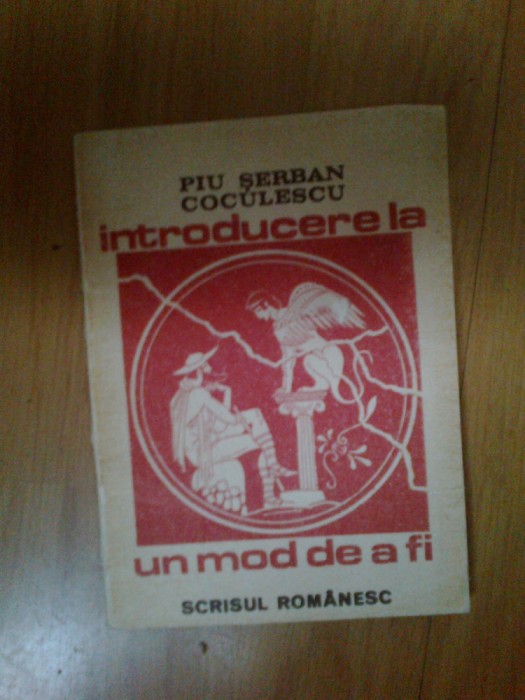 PIU ȘERBAN
COCULESCU
introducere la
un mod de a fi
SCRISUL ROMÂNESC